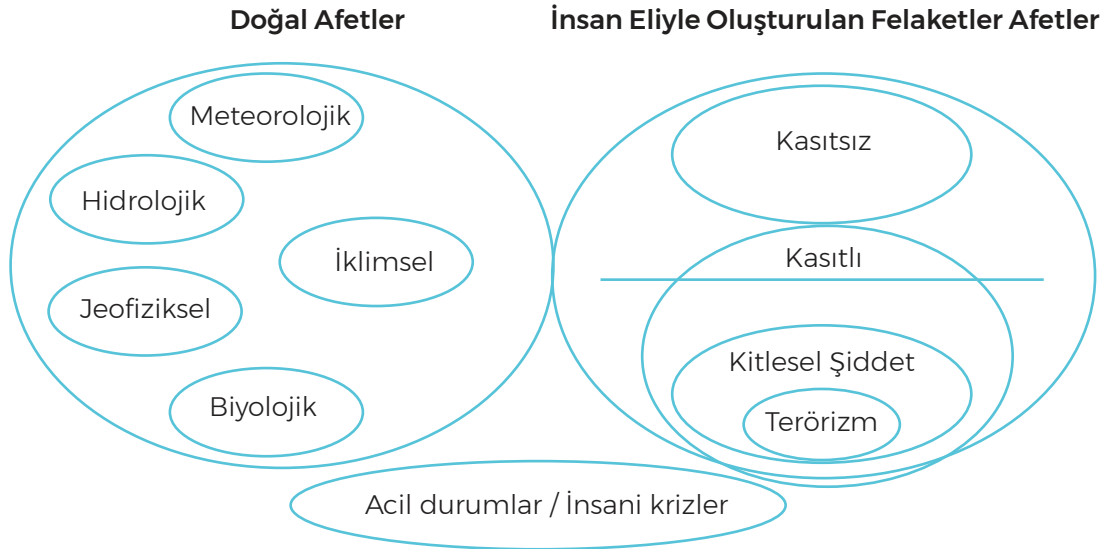 Doğal Afetler
İnsan Eliyle Oluşturulan Felaketler Afetler
Meteorolojik
Hidrolojik
İklimsel
Jeofiziksel
Biyolojik
Kasıtsız
Kasıtlı
Kitlesel Şiddet
Terörizm
Acil durumlar / İnsani krizler